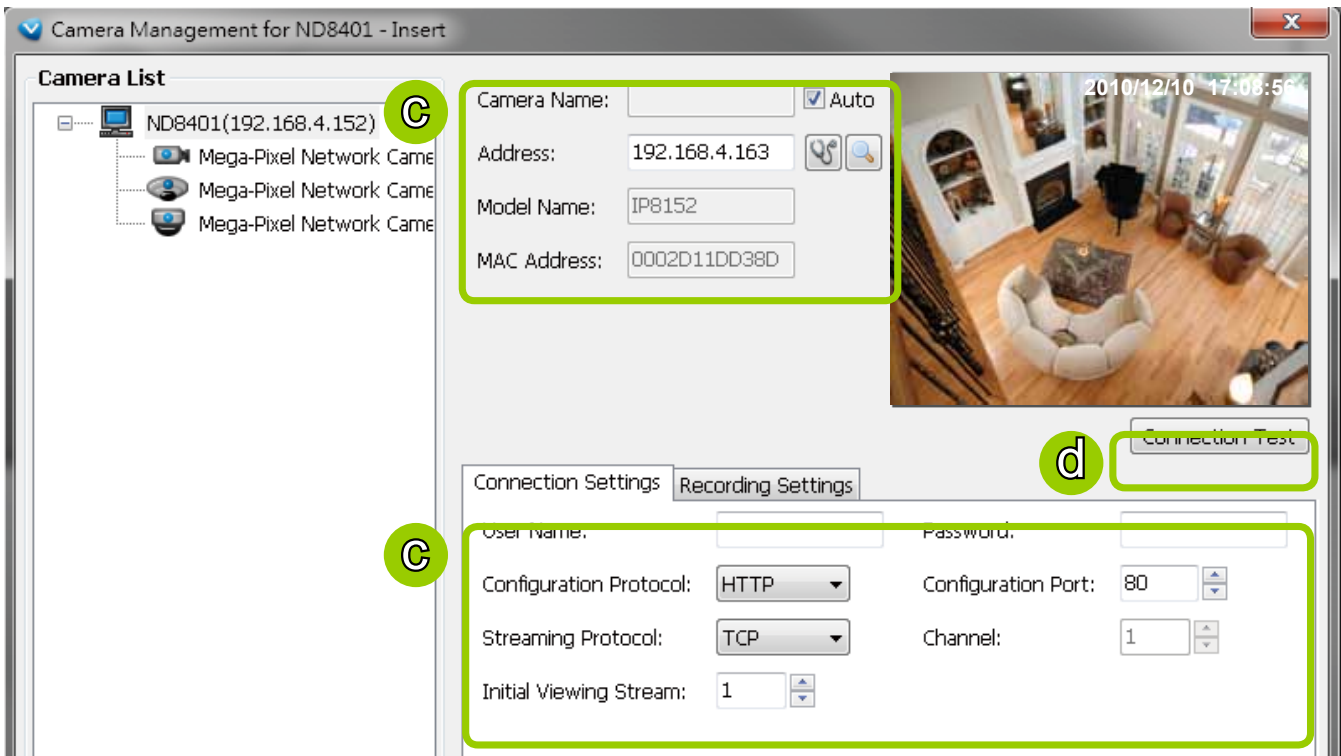 Camera Management for ND8401 - Insert
x
Camera List
ND8401(192.168.4.152)
Mega-Pixel Network Came
Mega-Pixel Network Came
Mega-Pixel Network Came
C
Camera Name:
Auto
Address: 192.168.4.163
Model Name: IP8152
MAC Address: 0002D11DD38D
2010/12/10 17:08:56
Connection Test
d
Connection Settings Recording Settings
C
User Name: Password:
Configuration Protocol: HTTP Configuration Port: 80
Streaming Protocol: TCP Channel: 1
Initial Viewing Stream: 1